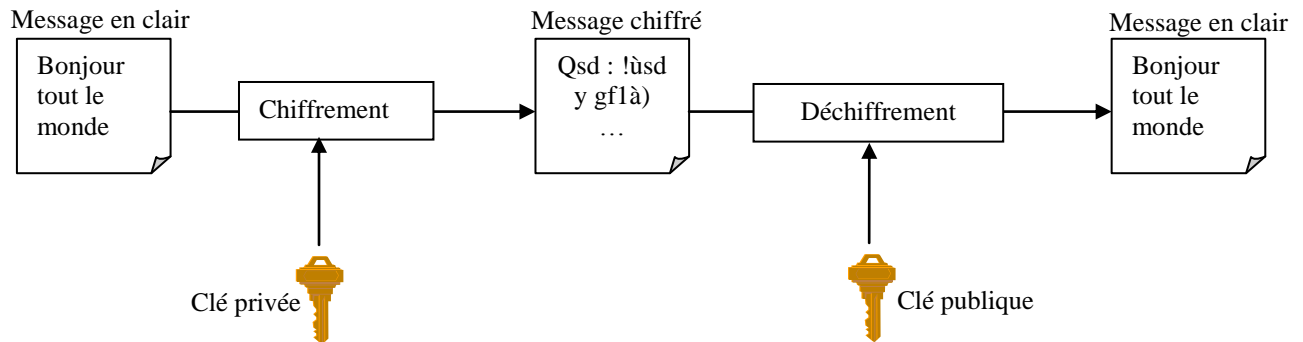 Message en clair
Bonjour
tout le
monde
Chiffrement
Message chiffré
Qsd : !ùsd
y gf1à)
…
Déchiffrement
Message en clair
Bonjour
tout le
monde
Clé privée
Clé publique